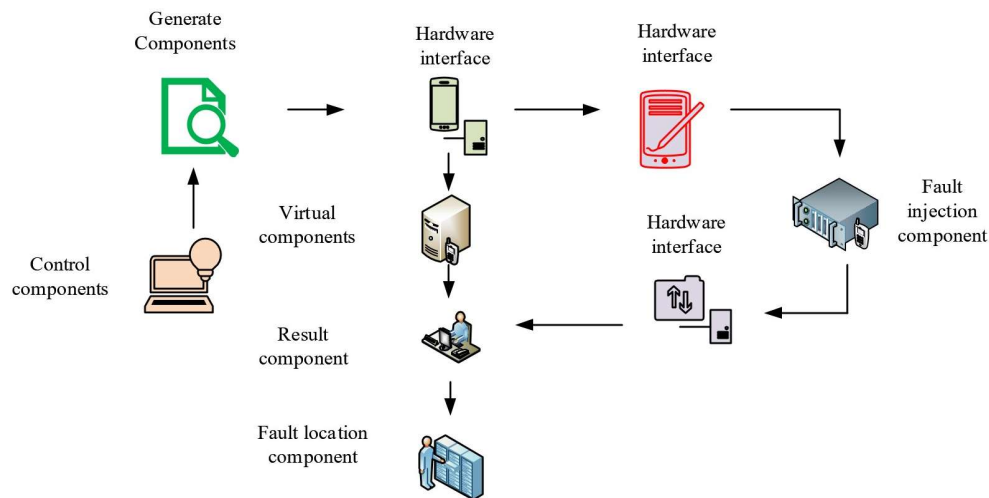 Generate
Components
Hardware
interface
Hardware
interface
Virtual
components
Hardware
interface
Fault
injection
component
Control
components
Result
component
Fault location
component